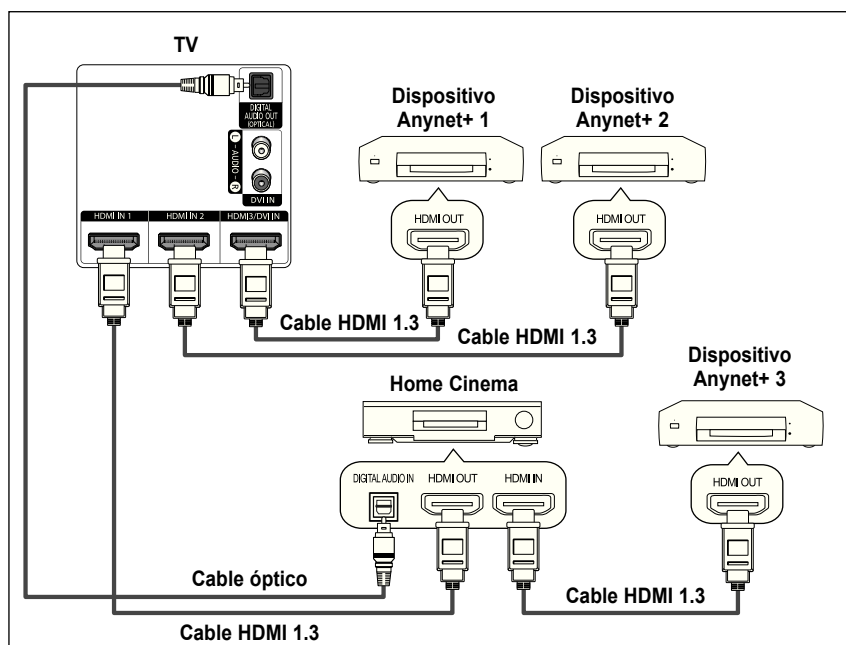 TV
DIGITAL
AUDIO OUT
(OPTICAL)
L - AUDIO - R
DVI IN
HDMI IN 1
HDMI IN 2
HDMI3/DVI IN
Dispositivo
Anynet+ 1
HDMI OUT
Dispositivo
Anynet+ 2
HDMI OUT
Cable HDMI 1.3
Cable HDMI 1.3
Home Cinema
DIGITAL AUDIO IN
HDMI OUT
HDMI IN
Dispositivo
Anynet+ 3
HDMI OUT
Cable óptico
Cable HDMI 1.3
Cable HDMI 1.3